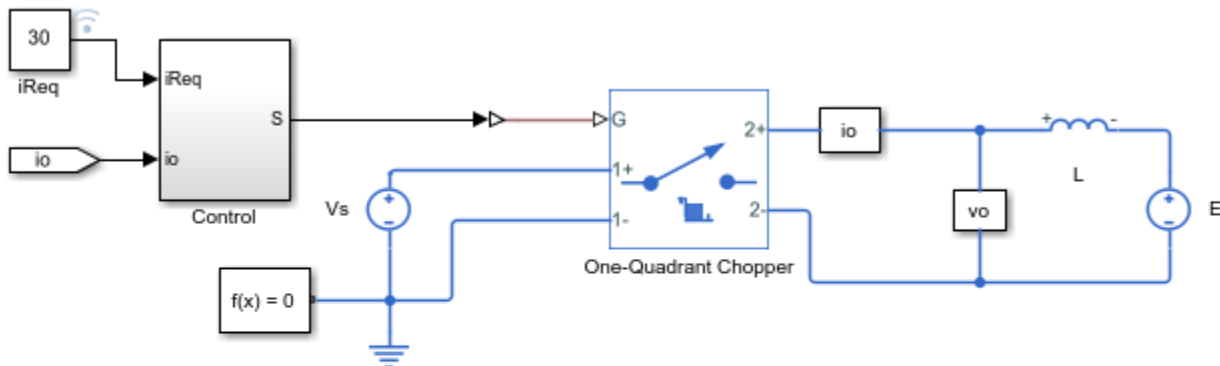 30
iReq
iReq
io
S
io
Control
Vs
f(x) = 0
G
1+
1-
2+
2-
One-Quadrant Chopper
io
vo
+
-
L
+
-
E
+
-